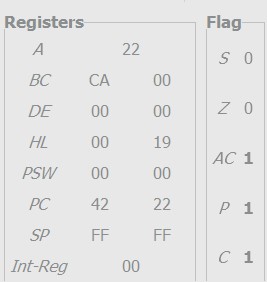 Registers Flag
A 22
BC CA 00
DE 00 00
HL 00 19
PSW 00 00
PC 42 22
SP FF FF
Int-Reg 00
S 0
Z 0
AC 1
P 1
C 1